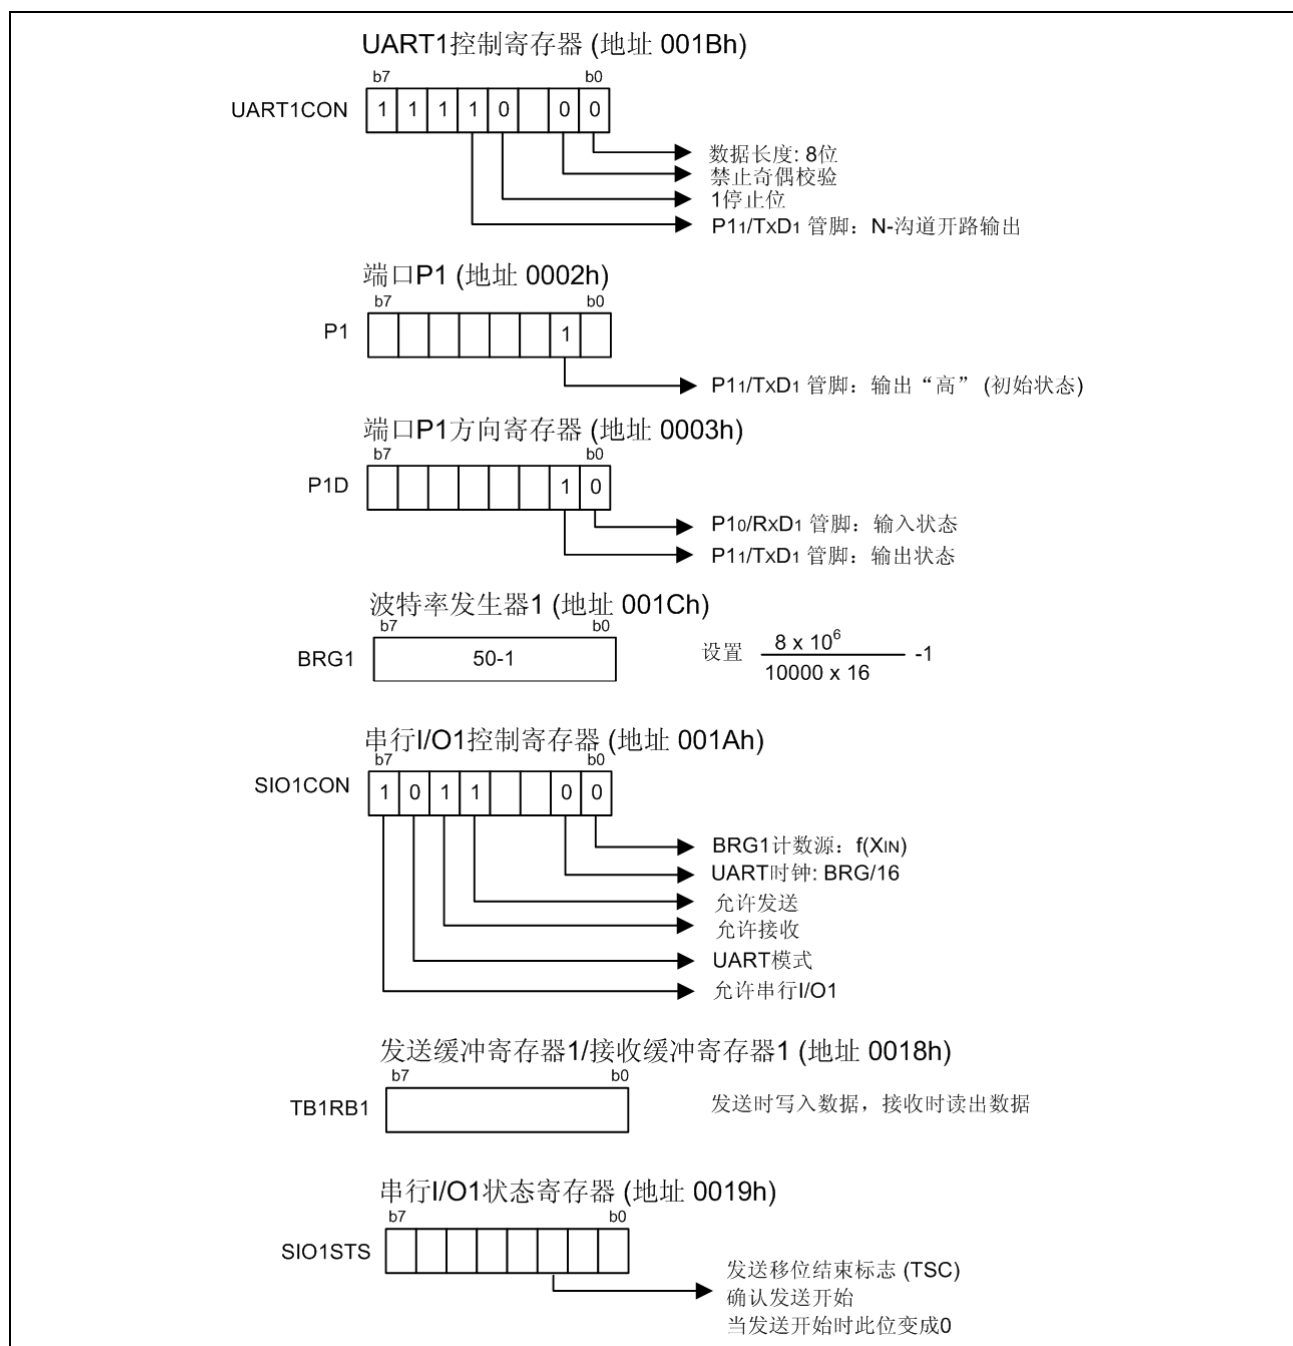 UART1控制寄存器 (地址 001Bh)
b7 b0
UART1CON 1 1 1 1 0 0 0
数据长度: 8位
禁止奇偶校验
1停止位
P11/TxD1 管脚：N-沟道开路输出
端口P1 (地址 0002h)
b7 b0
P1 1
P11/TxD1 管脚：输出“高” (初始状态)
端口P1方向寄存器 (地址 0003h)
b7 b0
P1D 1 0
P10/RxD1 管脚：输入状态
P11/TxD1 管脚：输出状态
波特率发生器1 (地址 001Ch)
b7 b0
BRG1 50-1
设置 8 x 10^6 / 10000 x 16 -1
串行I/O1控制寄存器 (地址 001Ah)
b7 b0
SIO1CON 1 0 1 1 0 0
BRG1计数源：f(XIN)
UART时钟: BRG/16
允许发送
允许接收
UART模式
允许串行I/O1
发送缓冲寄存器1/接收缓冲寄存器1 (地址 0018h)
b7 b0
TB1RB1
发送时写入数据，接收时读出数据
串行I/O1状态寄存器 (地址 0019h)
b7 b0
SIO1STS
发送移位结束标志 (TSC)
确认发送开始
当发送开始时此位变成0